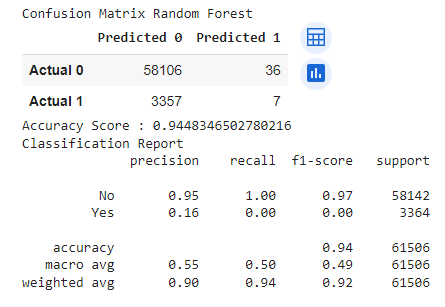 Confusion Matrix Random Forest
Predicted 0 Predicted 1
Actual 0 58106 36
Actual 1 3357 7
Accuracy Score : 0.9448346502780216
Classification Report
precision recall f1-score support
No 0.95 1.00 0.97 58142
Yes 0.16 0.00 0.00 3364
accuracy 0.94 61506
macro avg 0.55 0.50 0.49 61506
weighted avg 0.90 0.94 0.92 61506